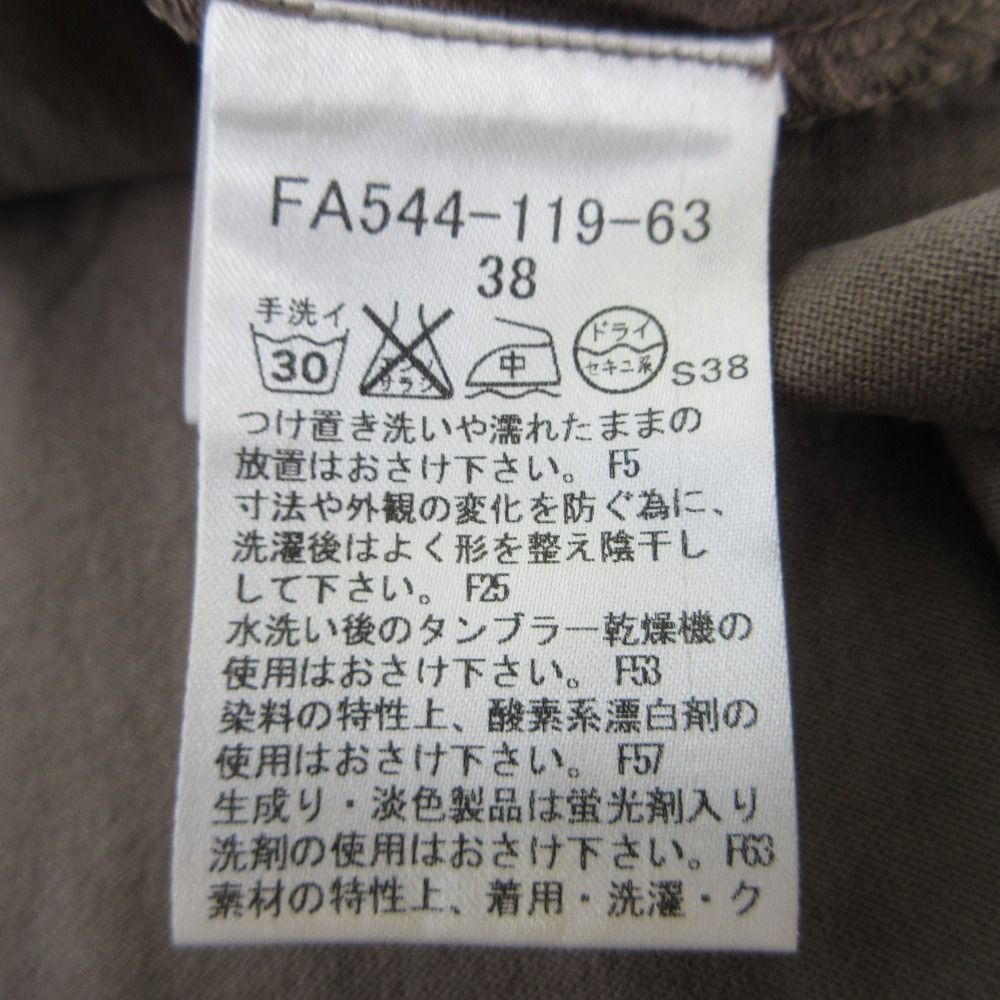 FA544-119-63
38
手洗イ
30
エンソ
サラシ
中
ドライ
セキユ系
S38
つけ置き洗いや濡れたままの
放置はおさけ下さい。 F5
寸法や外観の変化を防ぐ為に、
洗濯後はよく形を整え陰干し
して下さい。 F25
水洗い後のタンブラー乾燥機の
使用はおさけ下さい。 F53
染料の特性上、酸素系漂白剤の
使用はおさけ下さい。 F57
生成り・淡色製品は蛍光剤入り
洗剤の使用はおさけ下さい。F63
素材の特性上、着用・洗濯・ク